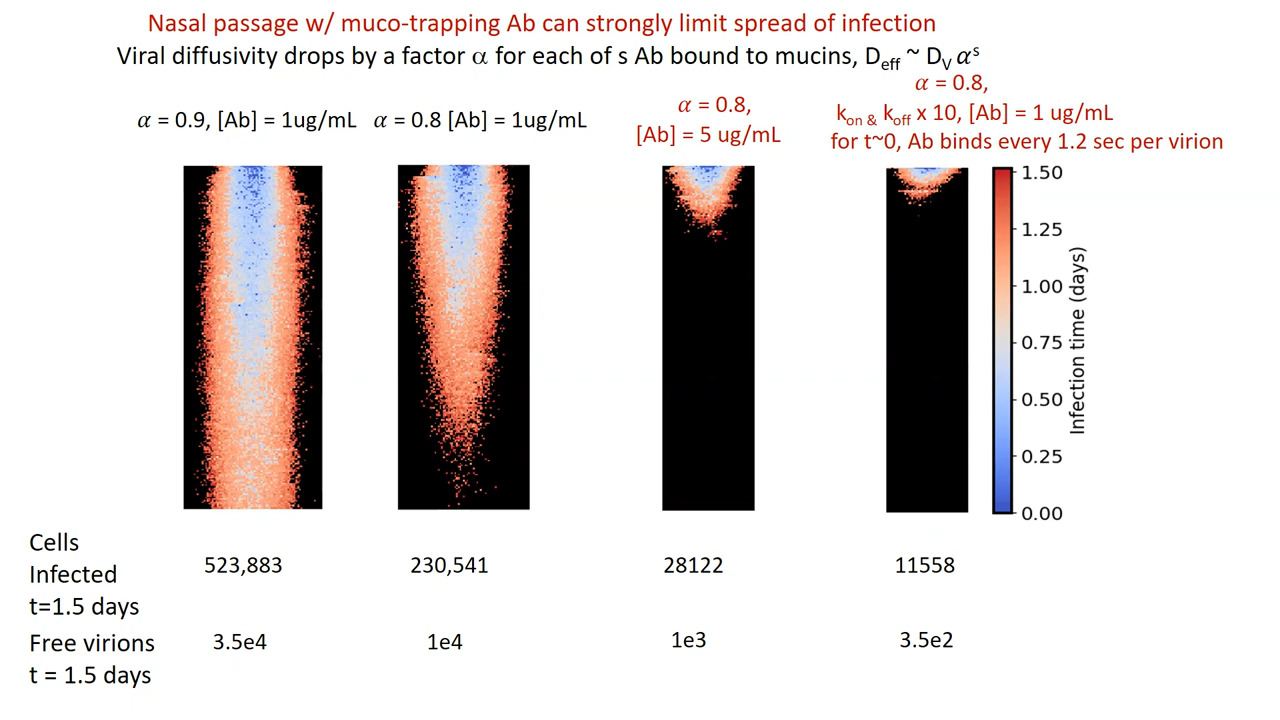 Nasal passage w/ muco-trapping Ab can strongly limit spread of infection
Viral diffusivity drops by a factor α for each of s Ab bound to mucins, D_eff ~ D_V α^s
α = 0.9, [Ab] = 1ug/mL
α = 0.8 [Ab] = 1ug/mL
α = 0.8,
[Ab] = 5 ug/mL
α = 0.8,
k_on & k_off x 10, [Ab] = 1 ug/mL
for t~0, Ab binds every 1.2 sec per virion
1.50
1.25
1.00
0.75
0.50
0.25
0.00
Infection time (days)
Cells
Infected
t=1.5 days
523,883
230,541
28122
11558
Free virions
t = 1.5 days
3.5e4
1e4
1e3
3.5e2